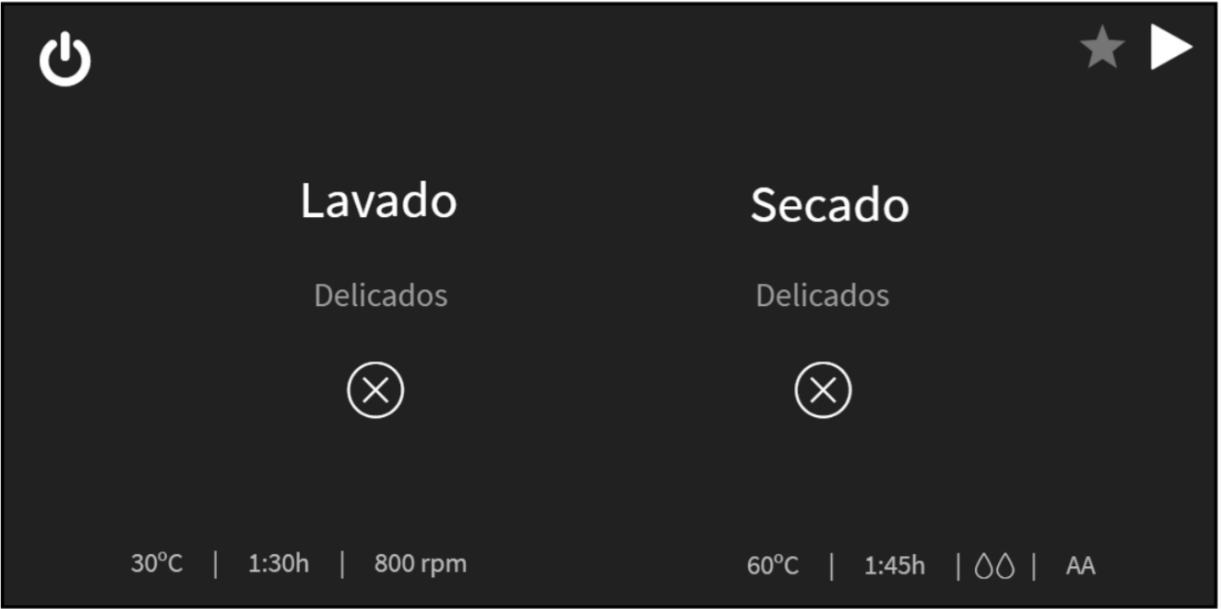 Lavado
Delicados
30ºC | 1:30h | 800 rpm
Secado
Delicados
60ºC | 1:45h | | AA